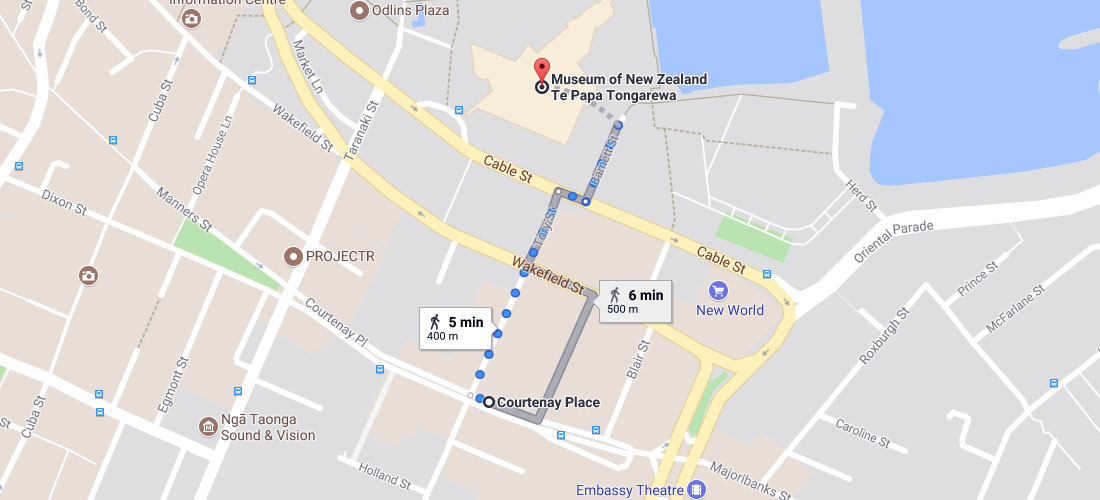 Information Centre
Odlins Plaza
St
Bond St
Market Ln
Cuba St
Opera House Ln
Wakefield St
Taranaki St
Museum of New Zealand
Te Papa Tongarewa
Cable St
Barnett St
Tory St
Dixon St
Manners St
PROJECTR
Wakefield St
Cable St
Herd St
Oriental Parade
New World
Prince St
McFarlane St
Roxburgh St
6 min
500 m
5 min
400 m
Courtenay Pl
Blair St
Egmont St
Cuba St
St
Courtenay Place
Ngā Taonga
Sound & Vision
Holland St
Caroline St
Majoribanks St
Embassy Theatre